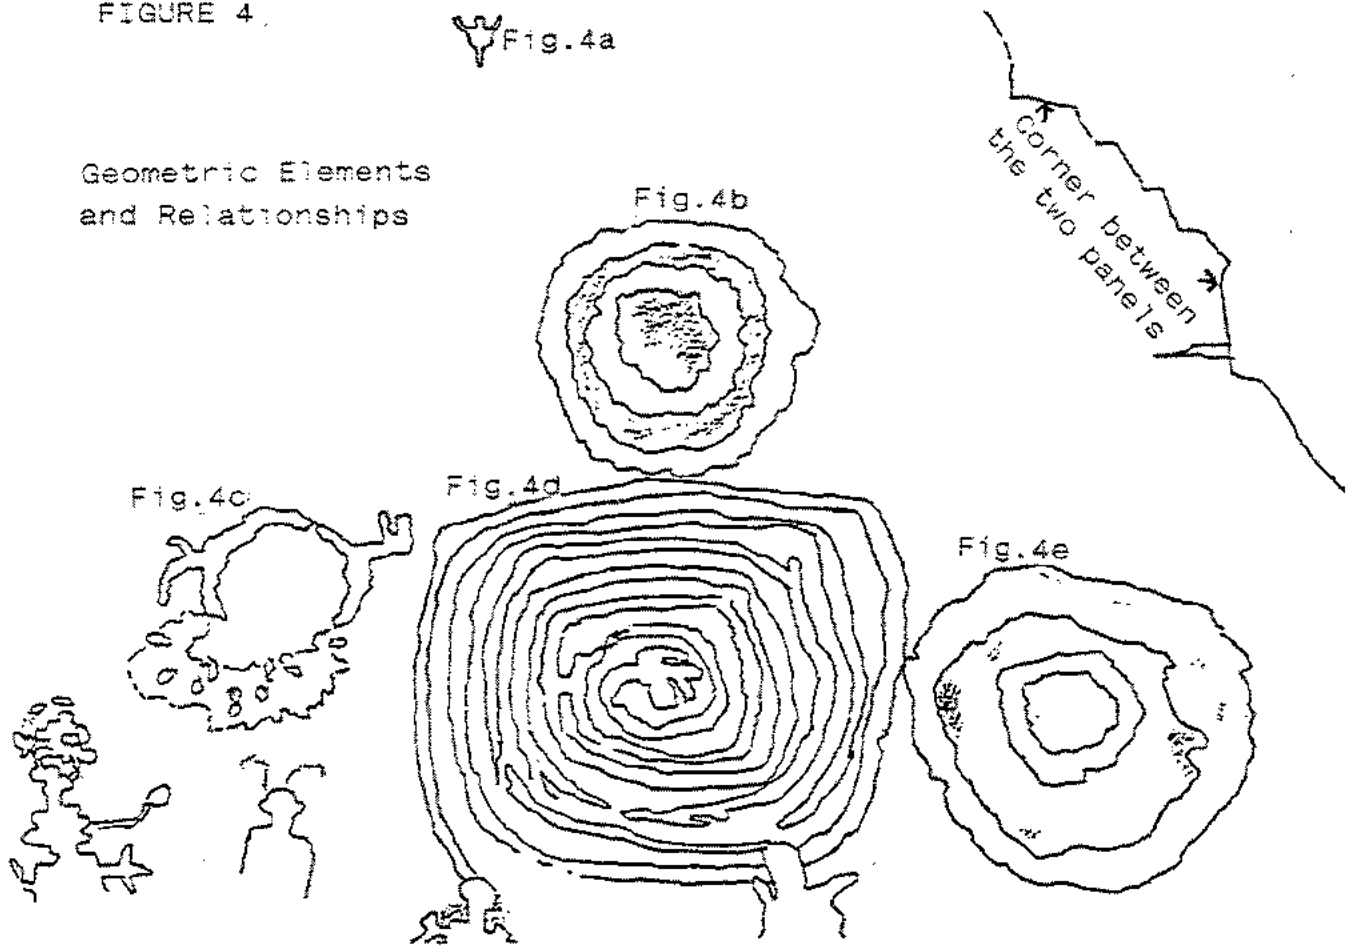 FIGURE 4
Fig.4a
Geometric Elements
and Relationships
Corner between
the two panels
Fig.4b
Fig.4c
Fig.4d
Fig.4e